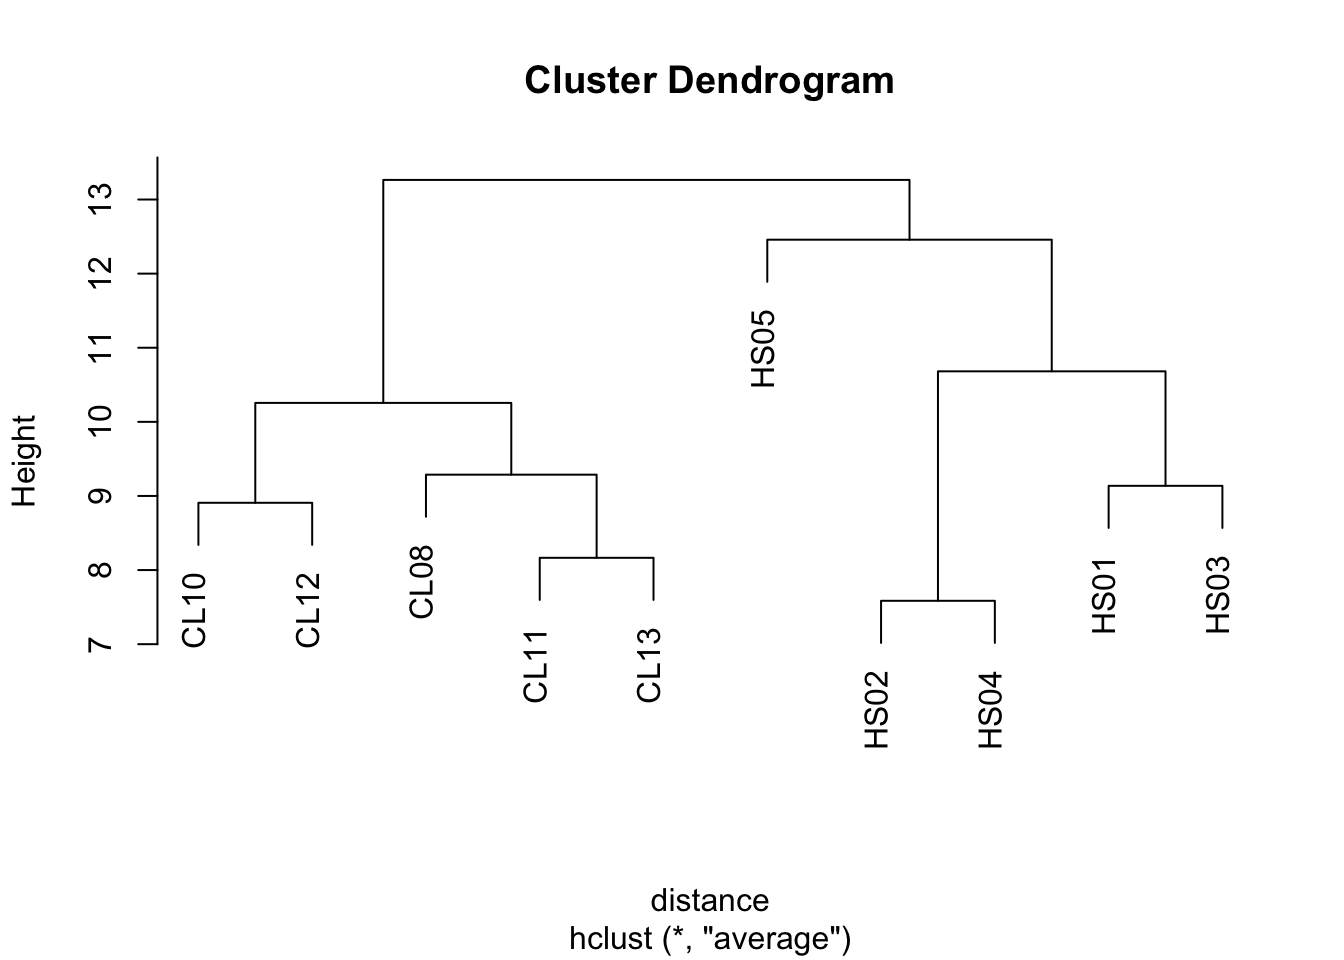 Cluster Dendrogram
Height
13
12
11
10
9
8
7
CL10
CL12
CL08
CL11
CL13
HS05
HS02
HS04
HS01
HS03
distance
hclust (*, "average")